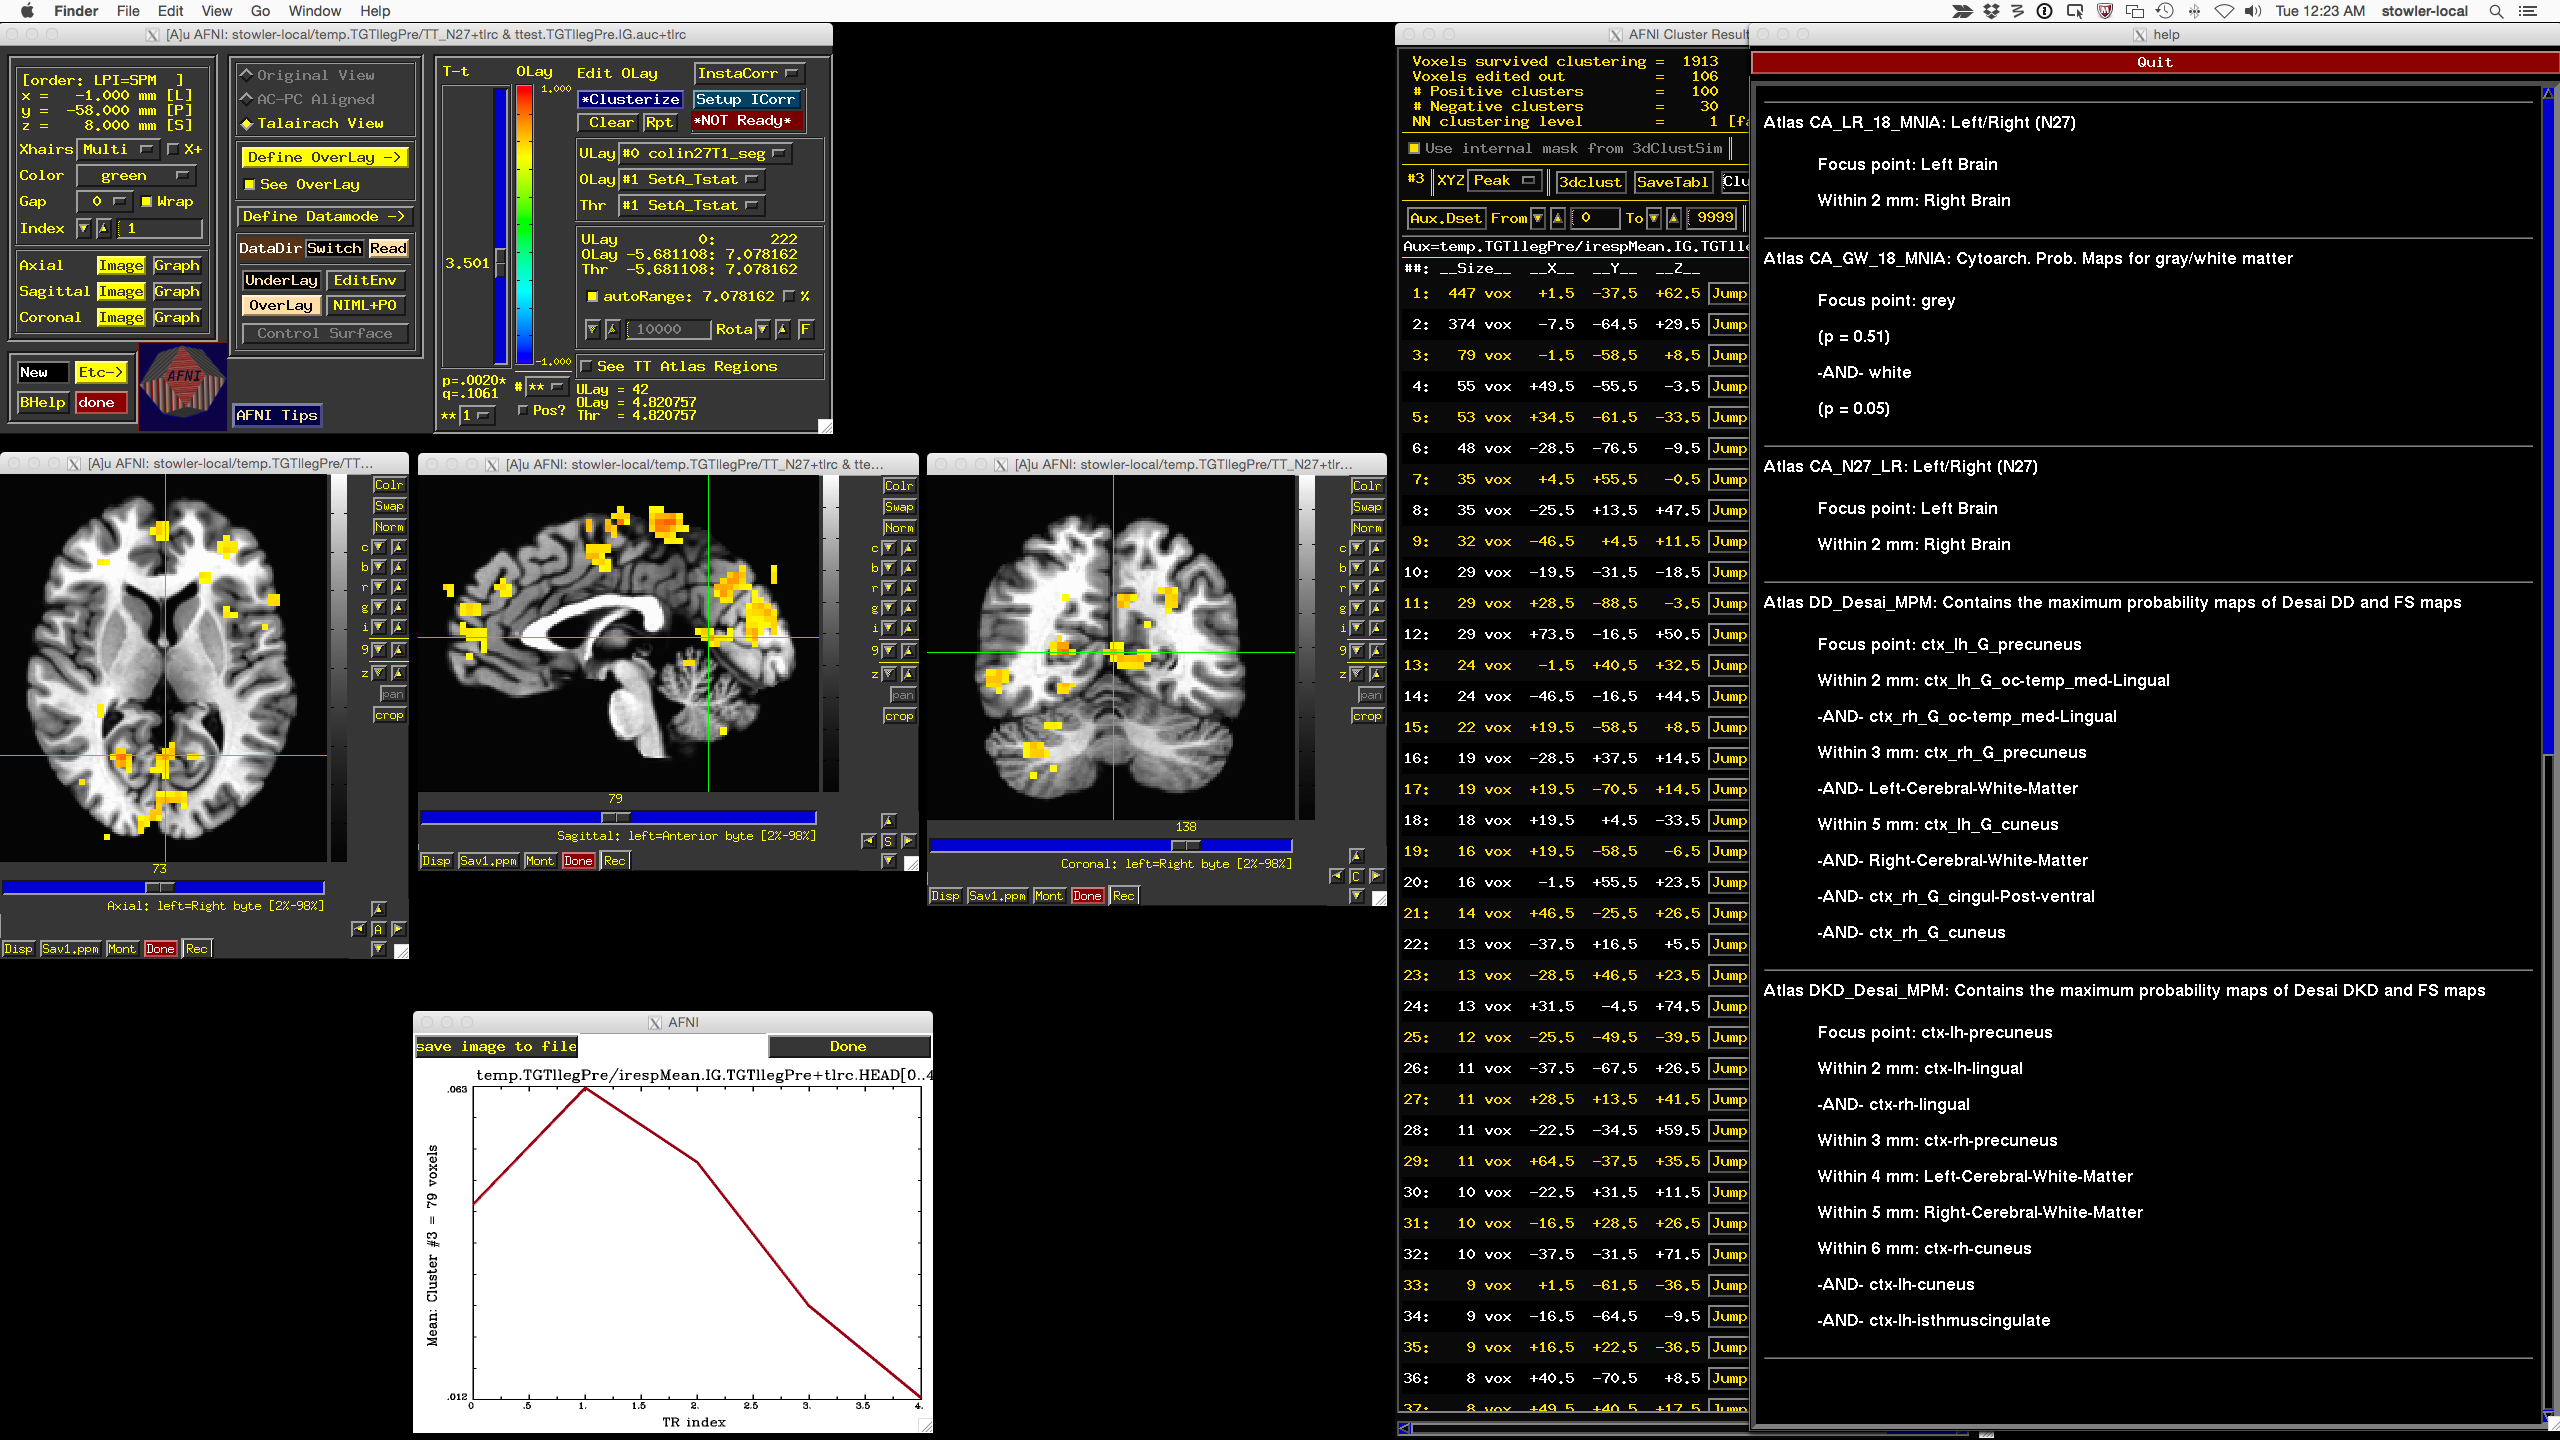 Finder File Edit View Go Window Help
Tue 12:23 AM stowler-local
[A]u AFNI: stowler-local/temp.TGTllegPre/TT_N27+tlrc & ttest.TGTllegPre.IG.auc+tlrc
[order: LPI=SPM ]
x = -1.000 mm [L]
y = -58.000 mm [P]
z = 8.000 mm [S]
Xhairs Multi X+
Color green
Gap 0 Wrap
Index 1
Axial Image Graph
Sagittal Image Graph
Coronal Image Graph
New Etc->
BHelp done
AFNI
Original View
AC-PC Aligned
Talairach View
Define OverLay ->
See OverLay
Define Datamode ->
DataDir Switch Read
UnderLay EditEnv
OverLay NIML+PO
Control Surface
AFNI Tips
T-t OLay Edit OLay InstaCorr
1.000
*Clusterize Setup ICorr
Clear Rpt *NOT Ready*
ULay #0 colin27T1_seg
OLay #1 SetA_Tstat
Thr #1 SetA_Tstat
3.501
ULay 0: 222
OLay -5.681108: 7.078162
Thr -5.681108: 7.078162
autoRange: 7.078162 %
10000 Rota F
-1.000
See TT Atlas Regions
p=.0020*
q=.1061
# **
** 1
Pos?
ULay = 42
OLay = 4.820757
Thr = 4.820757
[A]u AFNI: stowler-local/temp.TGTllegPre/TT...
Colr
Swap
Norm
c
b
r
g
i
9
z
pan
crop
73
Axial: left=Right byte [2%-98%]
A
Disp Sav1.ppm Mont Done Rec
[A]u AFNI: stowler-local/temp.TGTllegPre/TT_N27+tlrc & tte...
Colr
Swap
Norm
c
b
r
g
i
9
z
pan
crop
79
Sagittal: left=Anterior byte [2%-98%]
S
Disp Sav1.ppm Mont Done Rec
[A]u AFNI: stowler-local/temp.TGTllegPre/TT_N27+tlr...
Colr
Swap
Norm
c
b
r
g
i
9
z
pan
crop
138
Coronal: left=Right byte [2%-98%]
C
Disp Sav1.ppm Mont Done Rec
AFNI
save image to file Done
temp.TGTllegPre/irespMean.IG.TGTllegPre+tlrc.HEAD[0..4
.063
Mean: Cluster #3 = 79 voxels
.012
0 .5 1. 1.5 2. 2.5 3. 3.5 4.
TR index
AFNI Cluster Result
Voxels survived clustering = 1913
Voxels edited out = 106
# Positive clusters = 100
# Negative clusters = 30
NN clustering level = 1 [fa
Use internal mask from 3dClustSim
#3 XYZ Peak 3dclust SaveTabl Clu
Aux.Dset From 0 To 9999
Aux=temp.TGTllegPre/irespMean.IG.TGTlle
##: __Size__ __X__ __Y__ __Z__
1: 447 vox +1.5 -37.5 +62.5 Jump
2: 374 vox -7.5 -64.5 +29.5 Jump
3: 79 vox -1.5 -58.5 +8.5 Jump
4: 55 vox +49.5 -55.5 -3.5 Jump
5: 53 vox +34.5 -61.5 -33.5 Jump
6: 48 vox -28.5 -76.5 -9.5 Jump
7: 35 vox +4.5 +55.5 -0.5 Jump
8: 35 vox -25.5 +13.5 +47.5 Jump
9: 32 vox -46.5 +4.5 +11.5 Jump
10: 29 vox -19.5 -31.5 -18.5 Jump
11: 29 vox +28.5 -88.5 -3.5 Jump
12: 29 vox +73.5 -16.5 +50.5 Jump
13: 24 vox -1.5 +40.5 +32.5 Jump
14: 24 vox -46.5 -16.5 +44.5 Jump
15: 22 vox +19.5 -58.5 +8.5 Jump
16: 19 vox -28.5 +37.5 +14.5 Jump
17: 19 vox +19.5 -70.5 +14.5 Jump
18: 18 vox +19.5 +4.5 -33.5 Jump
19: 16 vox +19.5 -58.5 -6.5 Jump
20: 16 vox -1.5 +55.5 +23.5 Jump
21: 14 vox +46.5 -25.5 +26.5 Jump
22: 13 vox -37.5 +16.5 +5.5 Jump
23: 13 vox -28.5 +46.5 +23.5 Jump
24: 13 vox +31.5 -4.5 +74.5 Jump
25: 12 vox -25.5 -49.5 -39.5 Jump
26: 11 vox -37.5 -67.5 +26.5 Jump
27: 11 vox +28.5 +13.5 +41.5 Jump
28: 11 vox -22.5 -34.5 +59.5 Jump
29: 11 vox +64.5 -37.5 +35.5 Jump
30: 10 vox -22.5 +31.5 +11.5 Jump
31: 10 vox -16.5 +28.5 +26.5 Jump
32: 10 vox -37.5 -31.5 +71.5 Jump
33: 9 vox +1.5 -61.5 -36.5 Jump
34: 9 vox -16.5 -64.5 -9.5 Jump
35: 9 vox +16.5 +22.5 -36.5 Jump
36: 8 vox +40.5 -70.5 +8.5 Jump
37: 8 vox +49.5 +40.5 +17.5 Jump
help
Quit
Atlas CA_LR_18_MNIA: Left/Right (N27)
Focus point: Left Brain
Within 2 mm: Right Brain
Atlas CA_GW_18_MNIA: Cytoarch. Prob. Maps for gray/white matter
Focus point: grey
(p = 0.51)
-AND- white
(p = 0.05)
Atlas CA_N27_LR: Left/Right (N27)
Focus point: Left Brain
Within 2 mm: Right Brain
Atlas DD_Desai_MPM: Contains the maximum probability maps of Desai DD and FS maps
Focus point: ctx_lh_G_precuneus
Within 2 mm: ctx_lh_G_oc-temp_med-Lingual
-AND- ctx_rh_G_oc-temp_med-Lingual
Within 3 mm: ctx_rh_G_precuneus
-AND- Left-Cerebral-White-Matter
Within 5 mm: ctx_lh_G_cuneus
-AND- Right-Cerebral-White-Matter
-AND- ctx_rh_G_cingul-Post-ventral
-AND- ctx_rh_G_cuneus
Atlas DKD_Desai_MPM: Contains the maximum probability maps of Desai DKD and FS maps
Focus point: ctx-lh-precuneus
Within 2 mm: ctx-lh-lingual
-AND- ctx-rh-lingual
Within 3 mm: ctx-rh-precuneus
Within 4 mm: Left-Cerebral-White-Matter
Within 5 mm: Right-Cerebral-White-Matter
Within 6 mm: ctx-rh-cuneus
-AND- ctx-lh-cuneus
-AND- ctx-lh-isthmuscingulate